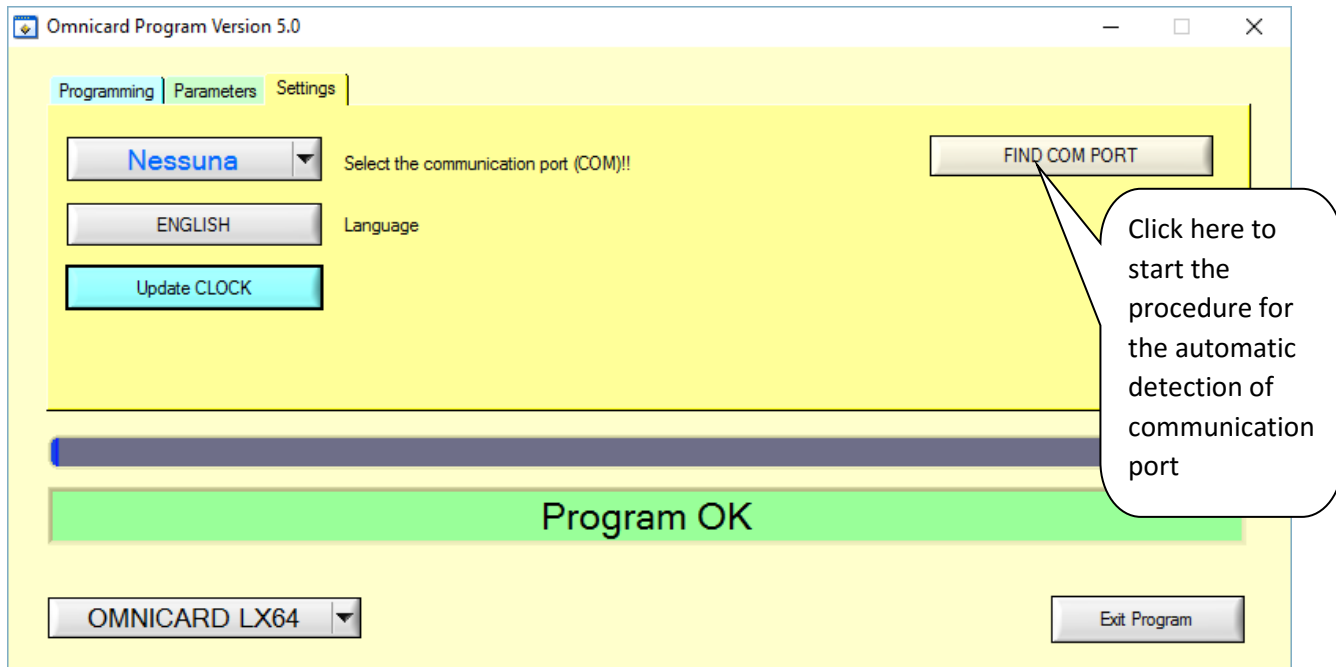 Omnicard Program Version 5.0
Programming Parameters Settings
Nessuna Select the communication port (COM)!! FIND COM PORT
ENGLISH Language
Update CLOCK
Click here to
start the
procedure for
the automatic
detection of
communication
port
Program OK
OMNICARD LX64 Exit Program